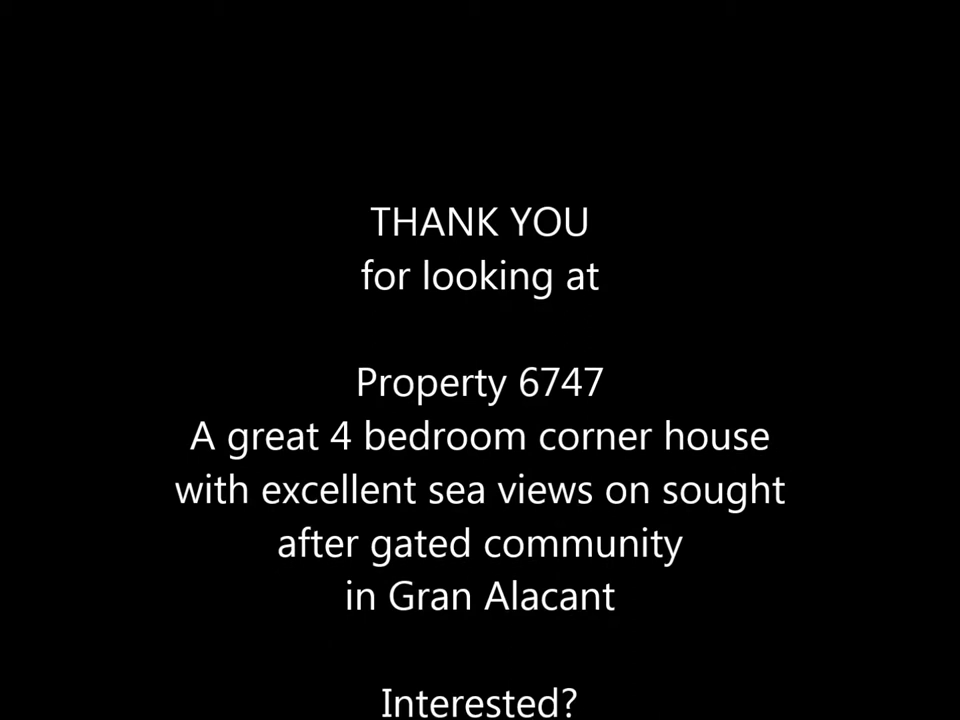 THANK YOU
for looking at
Property 6747
A great 4 bedroom corner house
with excellent sea views on sought
after gated community
in Gran Alacant
Interested?